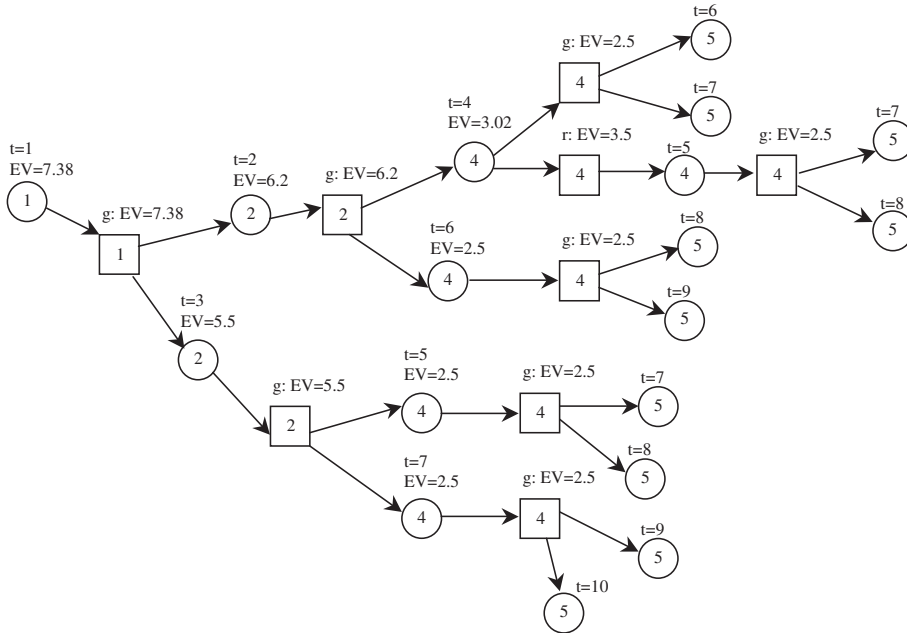 t=6
5
g: EV=2.5
4
t=7
5
t=4
EV=3.02
4
r: EV=3.5
4
t=5
4
g: EV=2.5
4
t=7
5
t=8
5
t=1
EV=7.38
1
g: EV=7.38
1
t=2
EV=6.2
2
g: EV=6.2
2
t=6
EV=2.5
4
g: EV=2.5
4
t=8
5
t=9
5
t=3
EV=5.5
2
g: EV=5.5
2
t=5
EV=2.5
4
g: EV=2.5
4
t=7
5
t=8
5
t=7
EV=2.5
4
g: EV=2.5
4
t=9
5
t=10
5